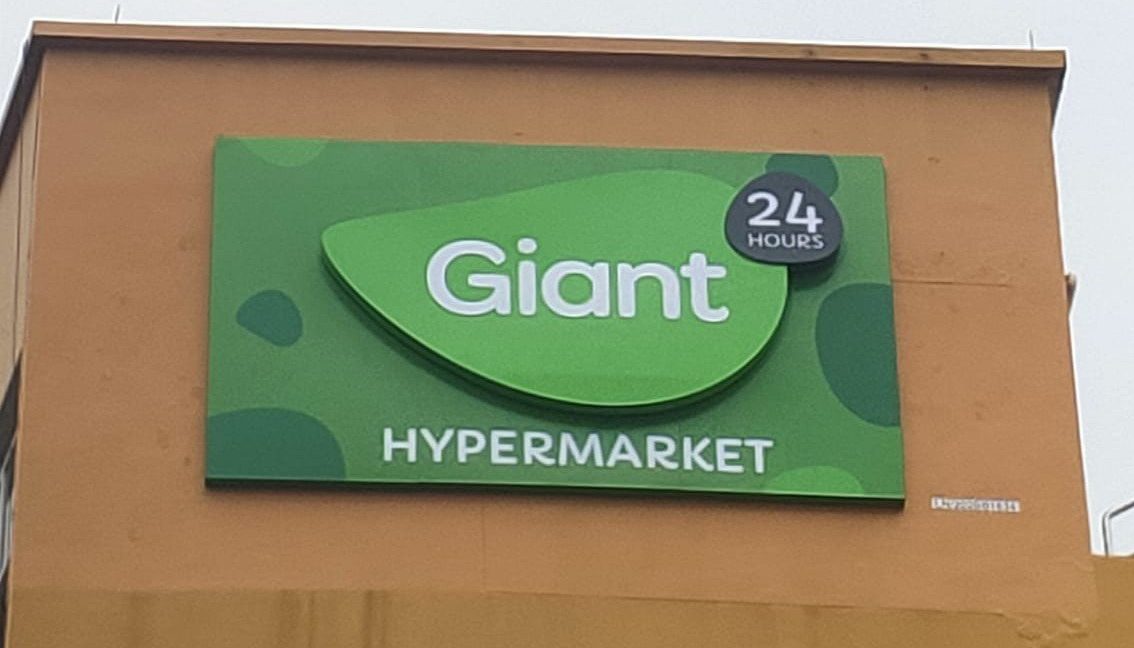 24
HOURS
Giant
HYPERMARKET